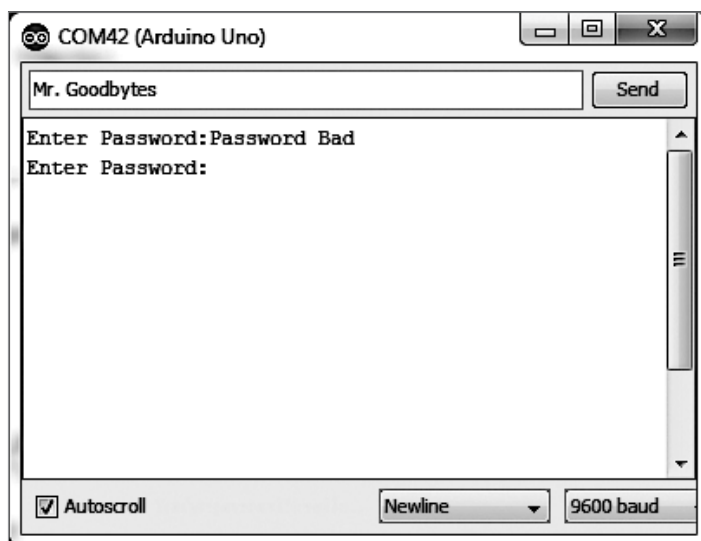 COM42 (Arduino Uno)
Mr. Goodbytes
Send
Enter Password:Password Bad
Enter Password:
Autoscroll
Newline
9600 baud